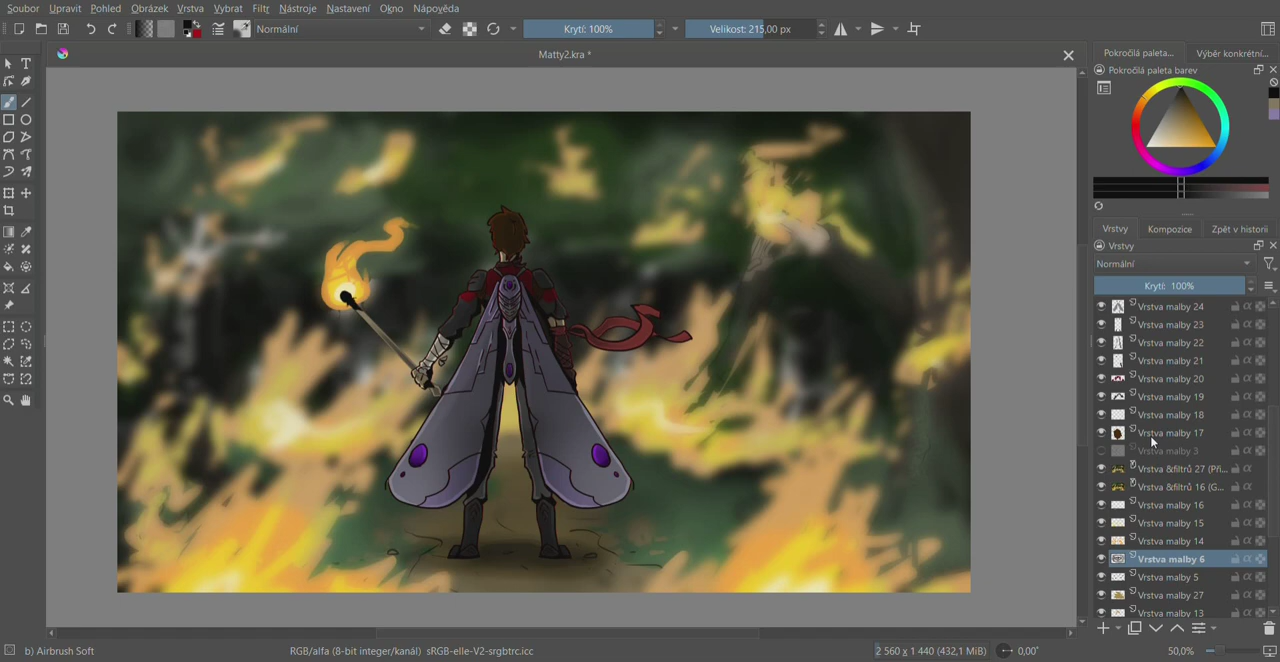 Soubor Upravit Pohled Obrázek Vrstva Vybrat Filtr Nástroje Nastavení Okno Nápověda
Normální Krytí: 100% Velikost: 215,00 px
Matty2.kra *
Pokročilá paleta... Výběr konkrétní...
Pokročilá paleta barev
Vrstvy Kompozice Zpět v historii
Vrstvy
Normální
Krytí: 100%
Vrstva malby 24
Vrstva malby 23
Vrstva malby 22
Vrstva malby 21
Vrstva malby 20
Vrstva malby 19
Vrstva malby 18
Vrstva malby 17
Vrstva malby 3
Vrstva &filtrů 27 (Při...
Vrstva &filtrů 16 (G...
Vrstva malby 16
Vrstva malby 15
Vrstva malby 14
Vrstva malby 6
Vrstva malby 5
Vrstva malby 27
Vrstva malby 13
b) Airbrush Soft RGB/alfa (8-bit integer/kanál) sRGB-elle-V2-srgbtrc.icc 2 560 x 1 440 (432,1 MiB) 0,00° 50,0%